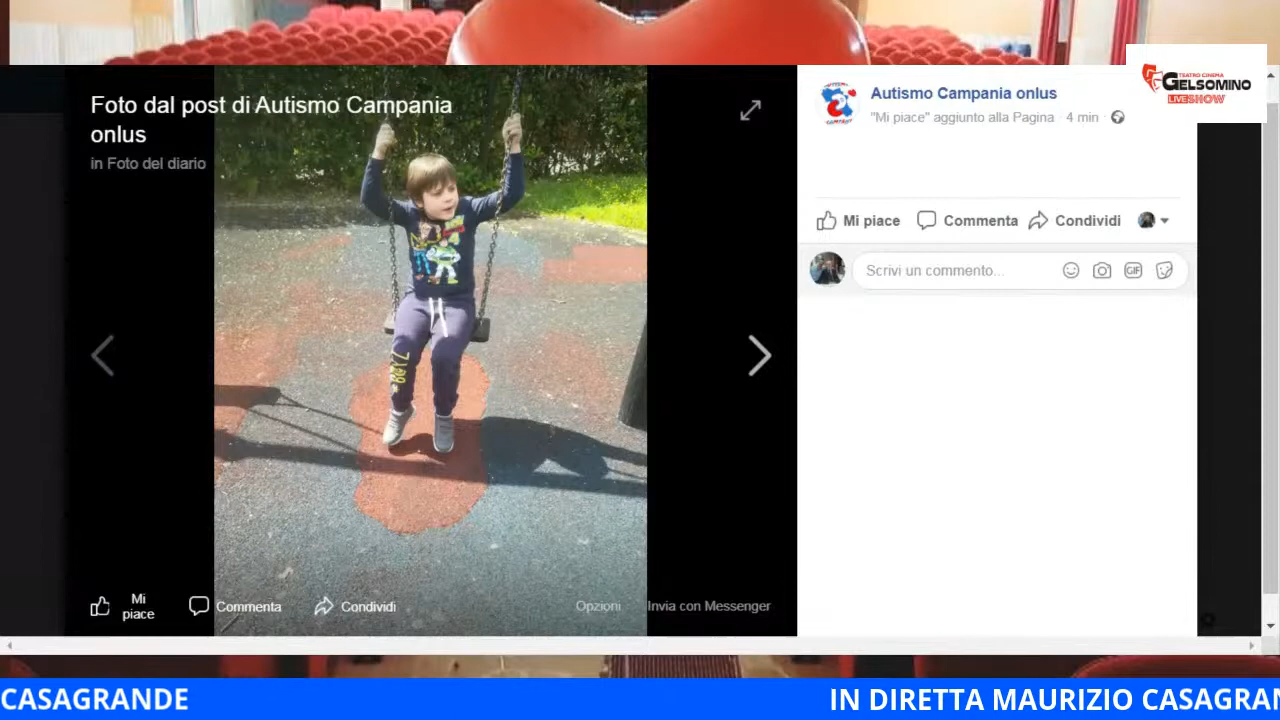 Foto dal post di Autismo Campania
onlus
in Foto del diario
Mi
piace
Commenta
Condividi
Opzioni
Invia con Messenger
TEATRO CINEMA
GELSOMINO
LIVESHOW
Autismo Campania onlus
"Mi piace" aggiunto alla Pagina · 4 min ·
Mi piace
Commenta
Condividi
Scrivi un commento...
GIF
CASAGRANDE
IN DIRETTA MAURIZIO CASAGRAN